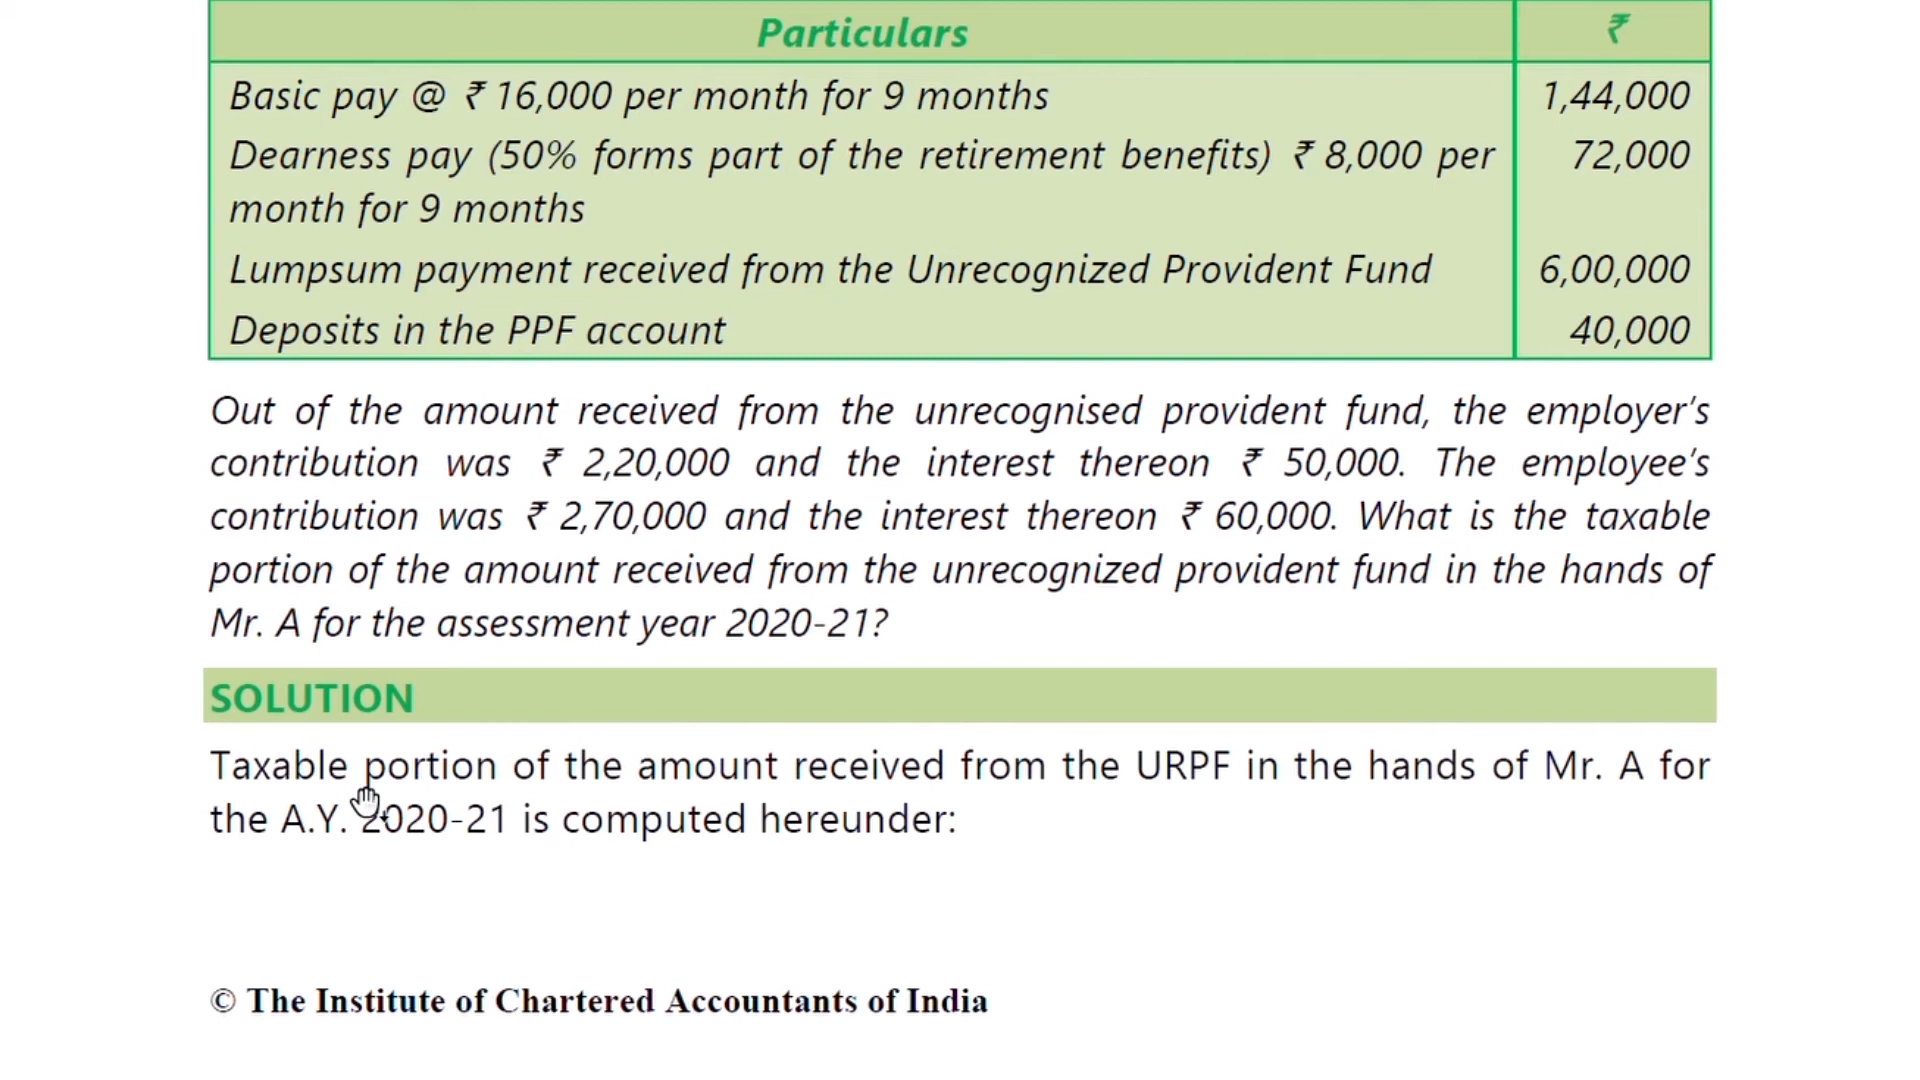 Particulars ₹
Basic pay @ ₹ 16,000 per month for 9 months 1,44,000
Dearness pay (50% forms part of the retirement benefits) ₹ 8,000 per 72,000
month for 9 months
Lumpsum payment received from the Unrecognized Provident Fund 6,00,000
Deposits in the PPF account 40,000
Out of the amount received from the unrecognised provident fund, the employer's
contribution was ₹ 2,20,000 and the interest thereon ₹ 50,000. The employee's
contribution was ₹ 2,70,000 and the interest thereon ₹ 60,000. What is the taxable
portion of the amount received from the unrecognized provident fund in the hands of
Mr. A for the assessment year 2020-21?
SOLUTION
Taxable portion of the amount received from the URPF in the hands of Mr. A for
the A.Y. 2020-21 is computed hereunder:
© The Institute of Chartered Accountants of India